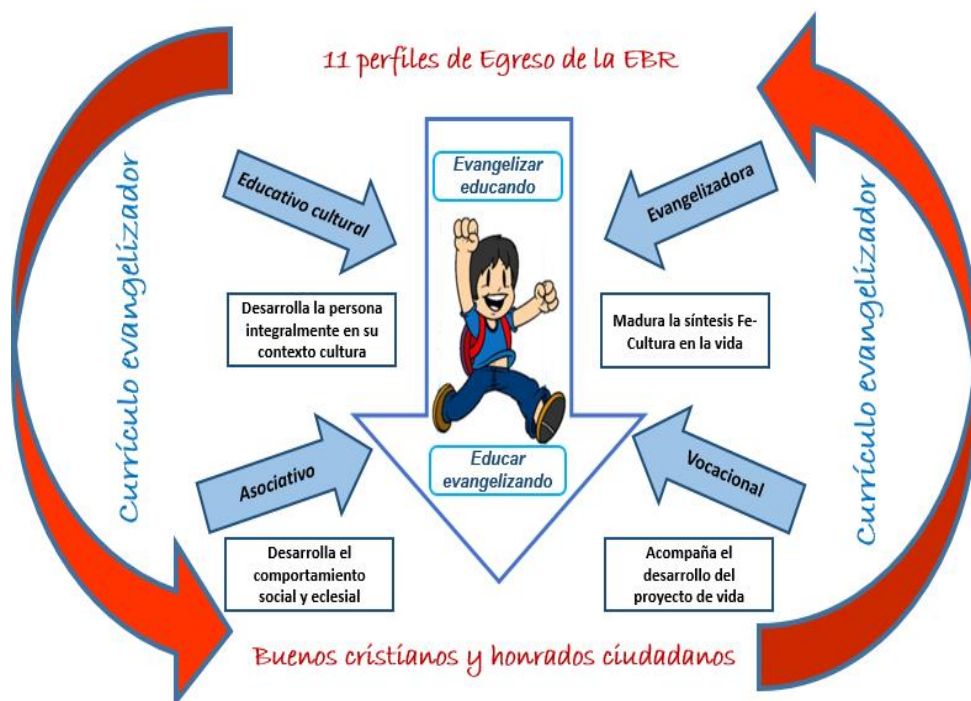 11 perfiles de Egreso de la EBR
Currículo evangelizador
Educativo cultural
Desarrolla la persona
integralmente en su
contexto cultura
Asociativo
Desarrolla el
comportamiento
social y eclesial
Evangelizar
educando
Educar
evangelizando
Evangelizadora
Madura la síntesis Fe-
Cultura en la vida
Vocacional
Acompaña el
desarrollo del
proyecto de vida
Currículo evangelizador
Buenos cristianos y honrados ciudadanos